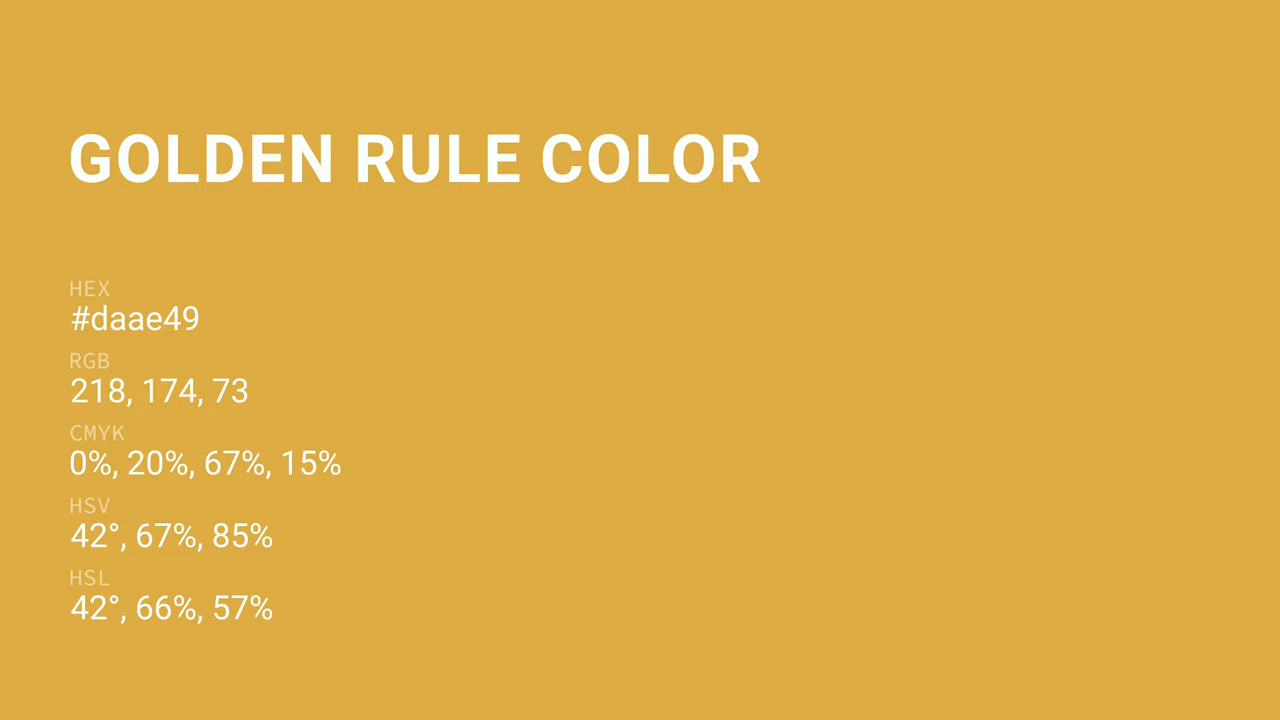 GOLDEN RULE COLOR
HEX
#daae49
RGB
218, 174, 73
CMYK
0%, 20%, 67%, 15%
HSV
42°, 67%, 85%
HSL
42°, 66%, 57%